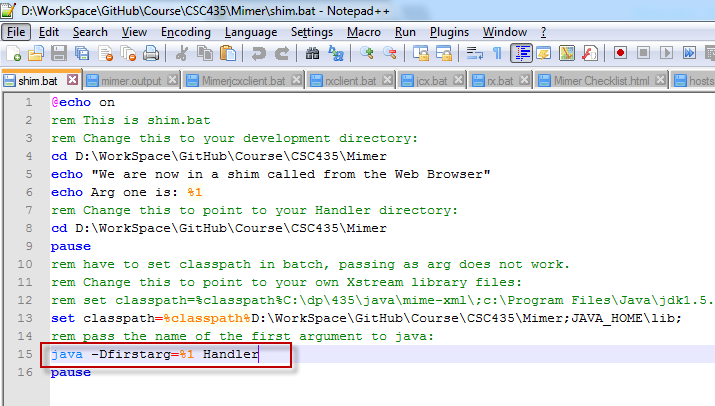 D:\WorkSpace\GitHub\Course\CSC435\Mimer\shim.bat - Notepad++
File Edit Search View Encoding Language Settings Macro Run Plugins Window ?
shim.bat mimer.output Mimerjcxclient.bat rxclient.bat jcx.bat rx.bat Mimer Checklist.html hosts
1 @echo on
2 rem This is shim.bat
3 rem Change this to your development directory:
4 cd D:\WorkSpace\GitHub\Course\CSC435\Mimer
5 echo "We are now in a shim called from the Web Browser"
6 echo Arg one is: %1
7 rem Change this to point to your Handler directory:
8 cd D:\WorkSpace\GitHub\Course\CSC435\Mimer
9 pause
10 rem have to set classpath in batch, passing as arg does not work.
11 rem Change this to point to your own Xstream library files:
12 rem set classpath=%classpath%C:\dp\435\java\mime-xml\;c:\Program Files\Java\jdk1.5.
13 set classpath=%classpath%D:\WorkSpace\GitHub\Course\CSC435\Mimer;JAVA_HOME\lib;
14 rem pass the name of the first argument to java:
15 java -Dfirstarg=%1 Handler
16 pause